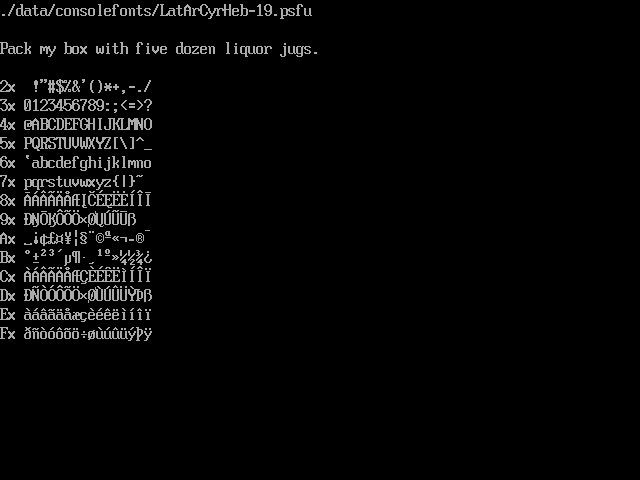 ./data/consolefonts/LatArCyrHeb-19.psfu
Pack my box with five dozen liquor jugs.
2x  !"#$%&'()*+,-./
3x 0123456789:;<=>?
4x @ABCDEFGHIJKLMNO
5x PQRSTUVWXYZ[\]^_
6x `abcdefghijklmno
7x pqrstuvwxyz{|}~
8x ĀÁÂÃÄÅÆĮČÉĘËĖÍÎĪ
9x ĐŅŌĶÔÕÖ×ØŲÚÛÜŨŪß
Ax ˽¡¢£¤¥¦§¨©ª«¬-®¯
Bx °±²³´µ¶·¸¹º»¼½¾¿
Cx ÀÁÂÃÄÅÆÇÈÉÊËÌÍÎÏ
Dx ÐÑÒÓÔÕÖ×ØÙÚÛÜÝÞß
Ex àáâãäåæçèéêëìíîï
Fx ðñòóôõö÷øùúûüýþÿ